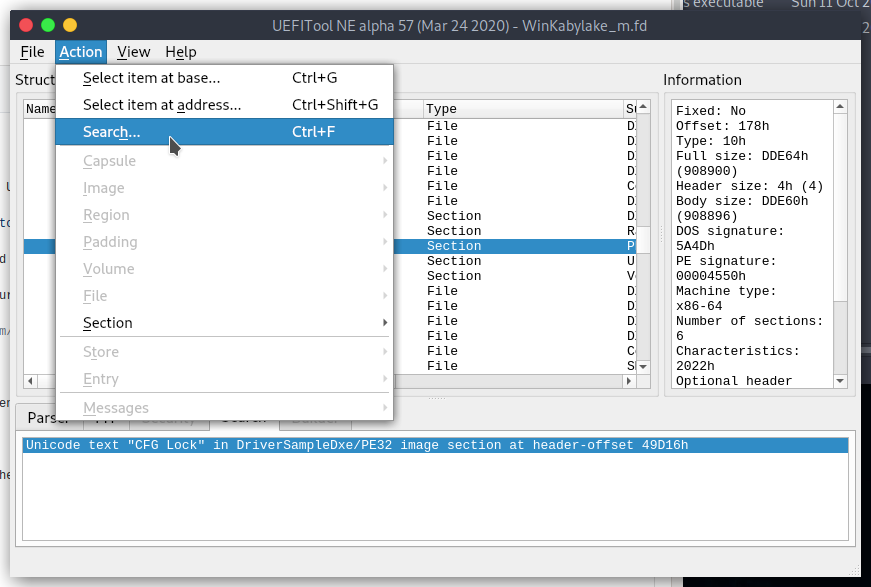 s executable
Sun 11 Oct 2
UEFITool NE alpha 57 (Mar 24 2020) - WinKabylake_m.fd
File Action View Help
Struct
Information
Name
Type
Select item at base... Ctrl+G
Select item at address... Ctrl+Shift+G
Search... Ctrl+F
Capsule
Image
Region
Padding
Volume
File
Section
Store
Entry
Messages
File
File
File
File
File
File
Section
Section
Section
Section
Section
File
File
File
File
File
File
Fixed: No
Offset: 178h
Type: 10h
Full size: DDE64h
(908900)
Header size: 4h (4)
Body size: DDE60h
(908896)
DOS signature:
5A4Dh
PE signature:
00004550h
Machine type:
x86-64
Number of sections:
6
Characteristics:
2022h
Optional header
Parser
Unicode text "CFG Lock" in DriverSampleDxe/PE32 image section at header-offset 49D16h